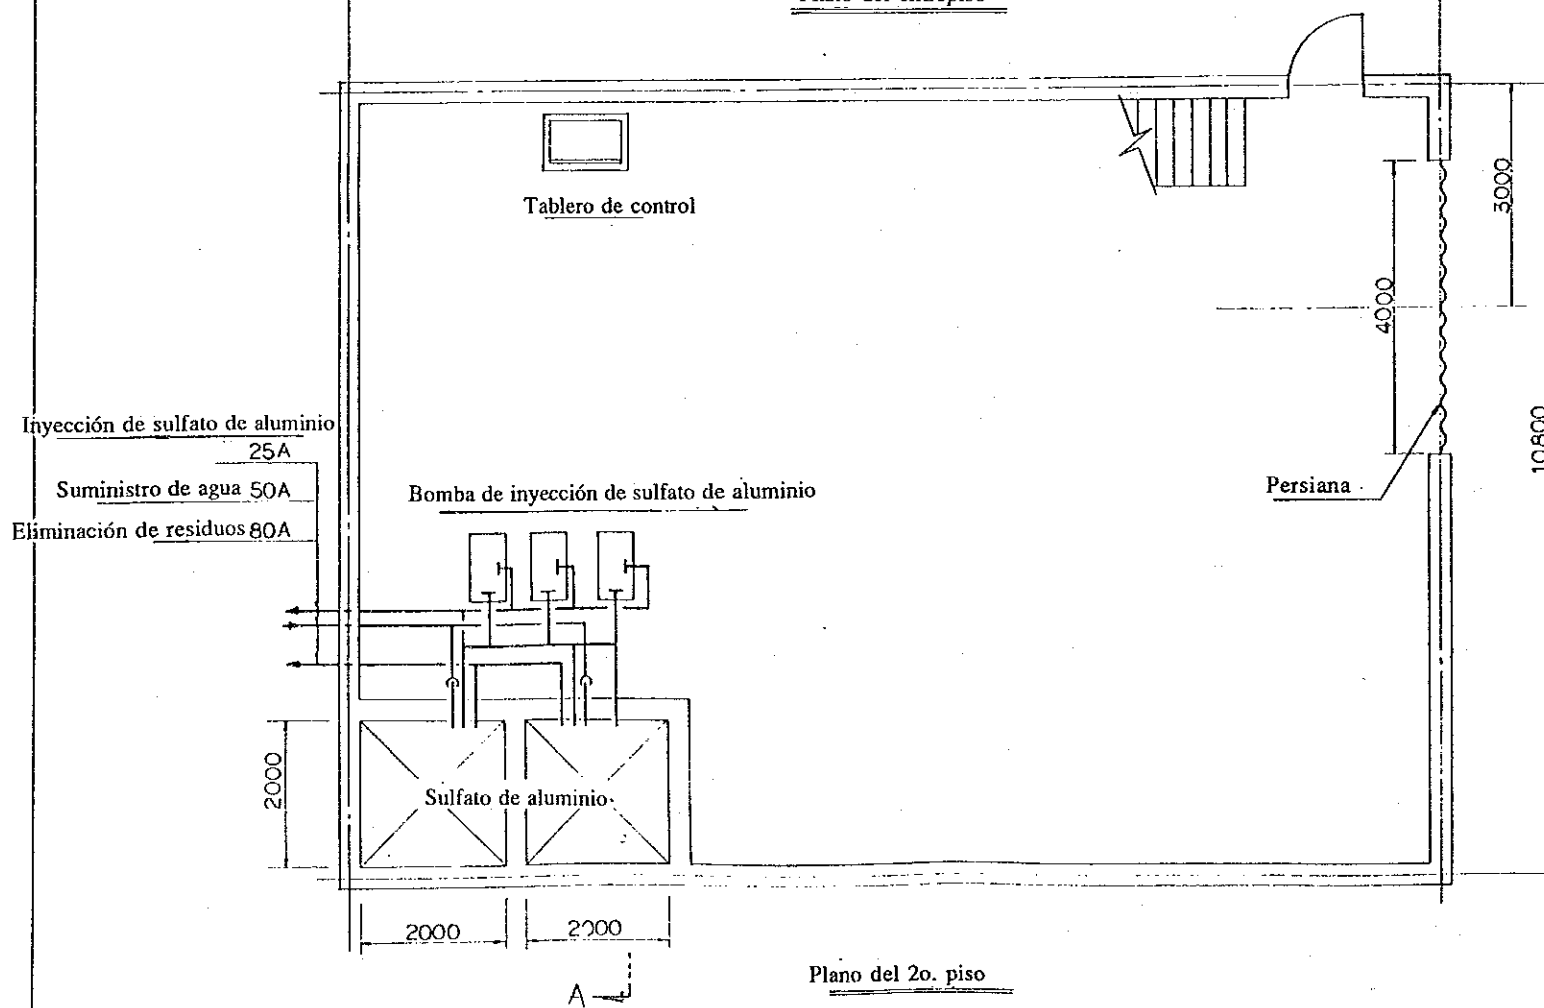 Tablero de control
3000
4000
10800
Inyección de sulfato de aluminio
25A
Suministro de agua 50A
Eliminación de residuos 80A
Bomba de inyección de sulfato de aluminio
Persiana
2000
Sulfato de aluminio
2000
2000
A
Plano del 2o. piso